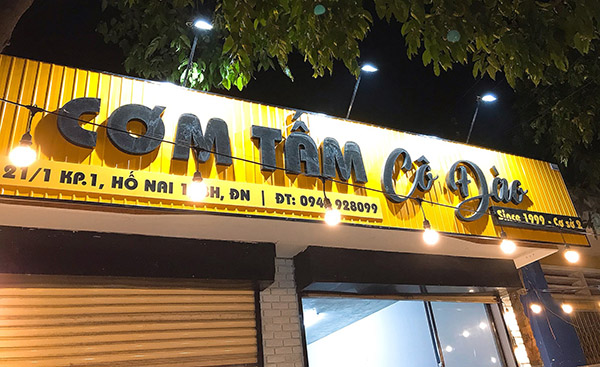 CƠM TẤM Cô Đào
21/1 KP.1, HỐ NAI BH, ĐN | ĐT: 094 928099
Since 1999 - Cơ sở 2